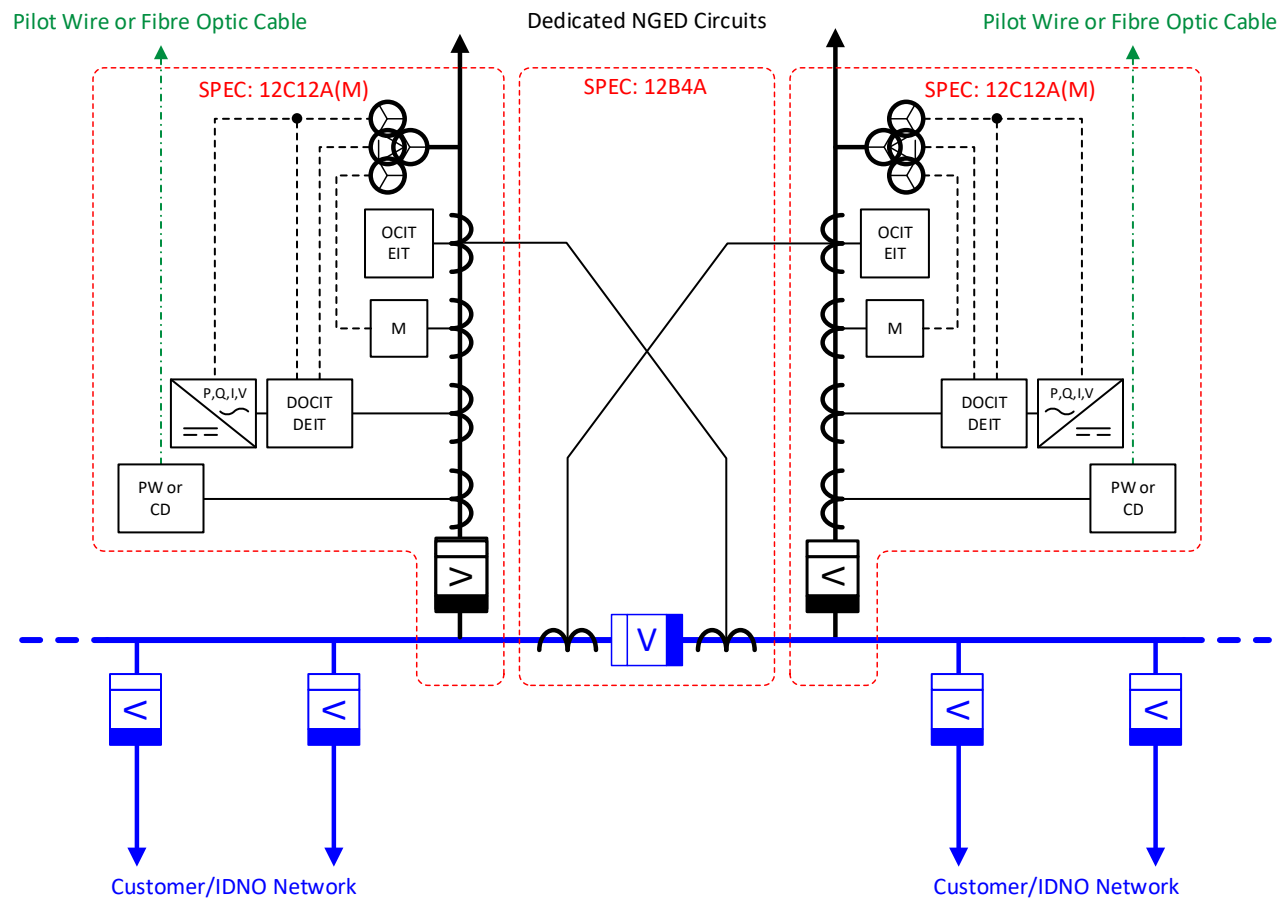 Pilot Wire or Fibre Optic Cable
Dedicated NGED Circuits
Pilot Wire or Fibre Optic Cable
SPEC: 12C12A(M)
SPEC: 12B4A
SPEC: 12C12A(M)
OCIT
EIT
OCIT
EIT
M
M
P,Q,I,V
DOCIT
DEIT
DOCIT
DEIT
P,Q,I,V
PW or
CD
PW or
CD
V
V
V
V
V
V
V
Customer/IDNO Network
Customer/IDNO Network